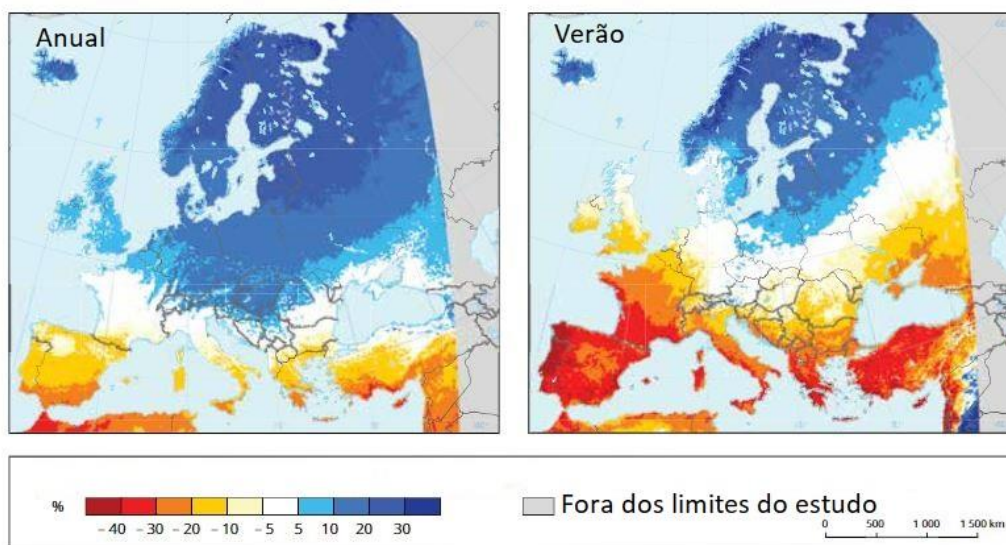 Anual
Verão
%
− 40 − 30 − 20 − 10 − 5 5 10 20 30
Fora dos limites do estudo
0 500 1 000 1 500 km